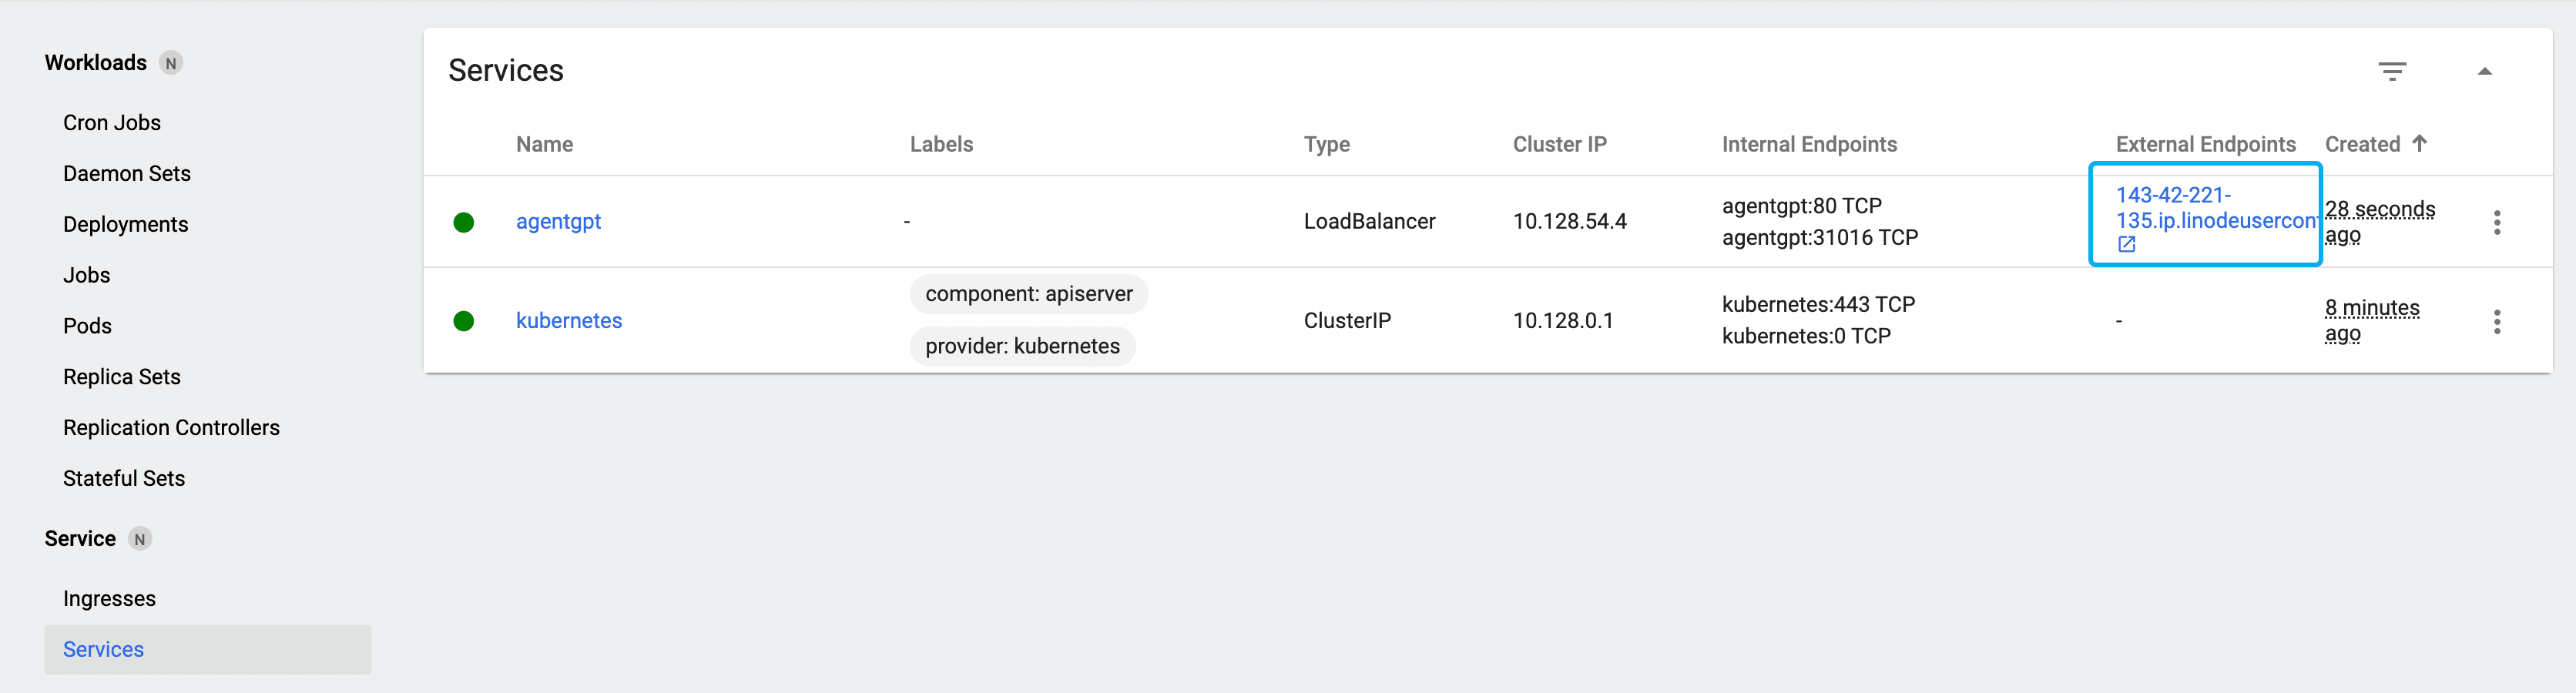 Workloads N
Cron Jobs
Daemon Sets
Deployments
Jobs
Pods
Replica Sets
Replication Controllers
Stateful Sets
Service N
Ingresses
Services
Services
Name Labels Type Cluster IP Internal Endpoints External Endpoints Created
agentgpt - LoadBalancer 10.128.54.4
agentgpt:80 TCP
agentgpt:31016 TCP
143-42-221-
135.ip.linodeusercon
28 seconds
ago
kubernetes
component: apiserver
provider: kubernetes
ClusterIP 10.128.0.1
kubernetes:443 TCP
kubernetes:0 TCP
-
8 minutes
ago